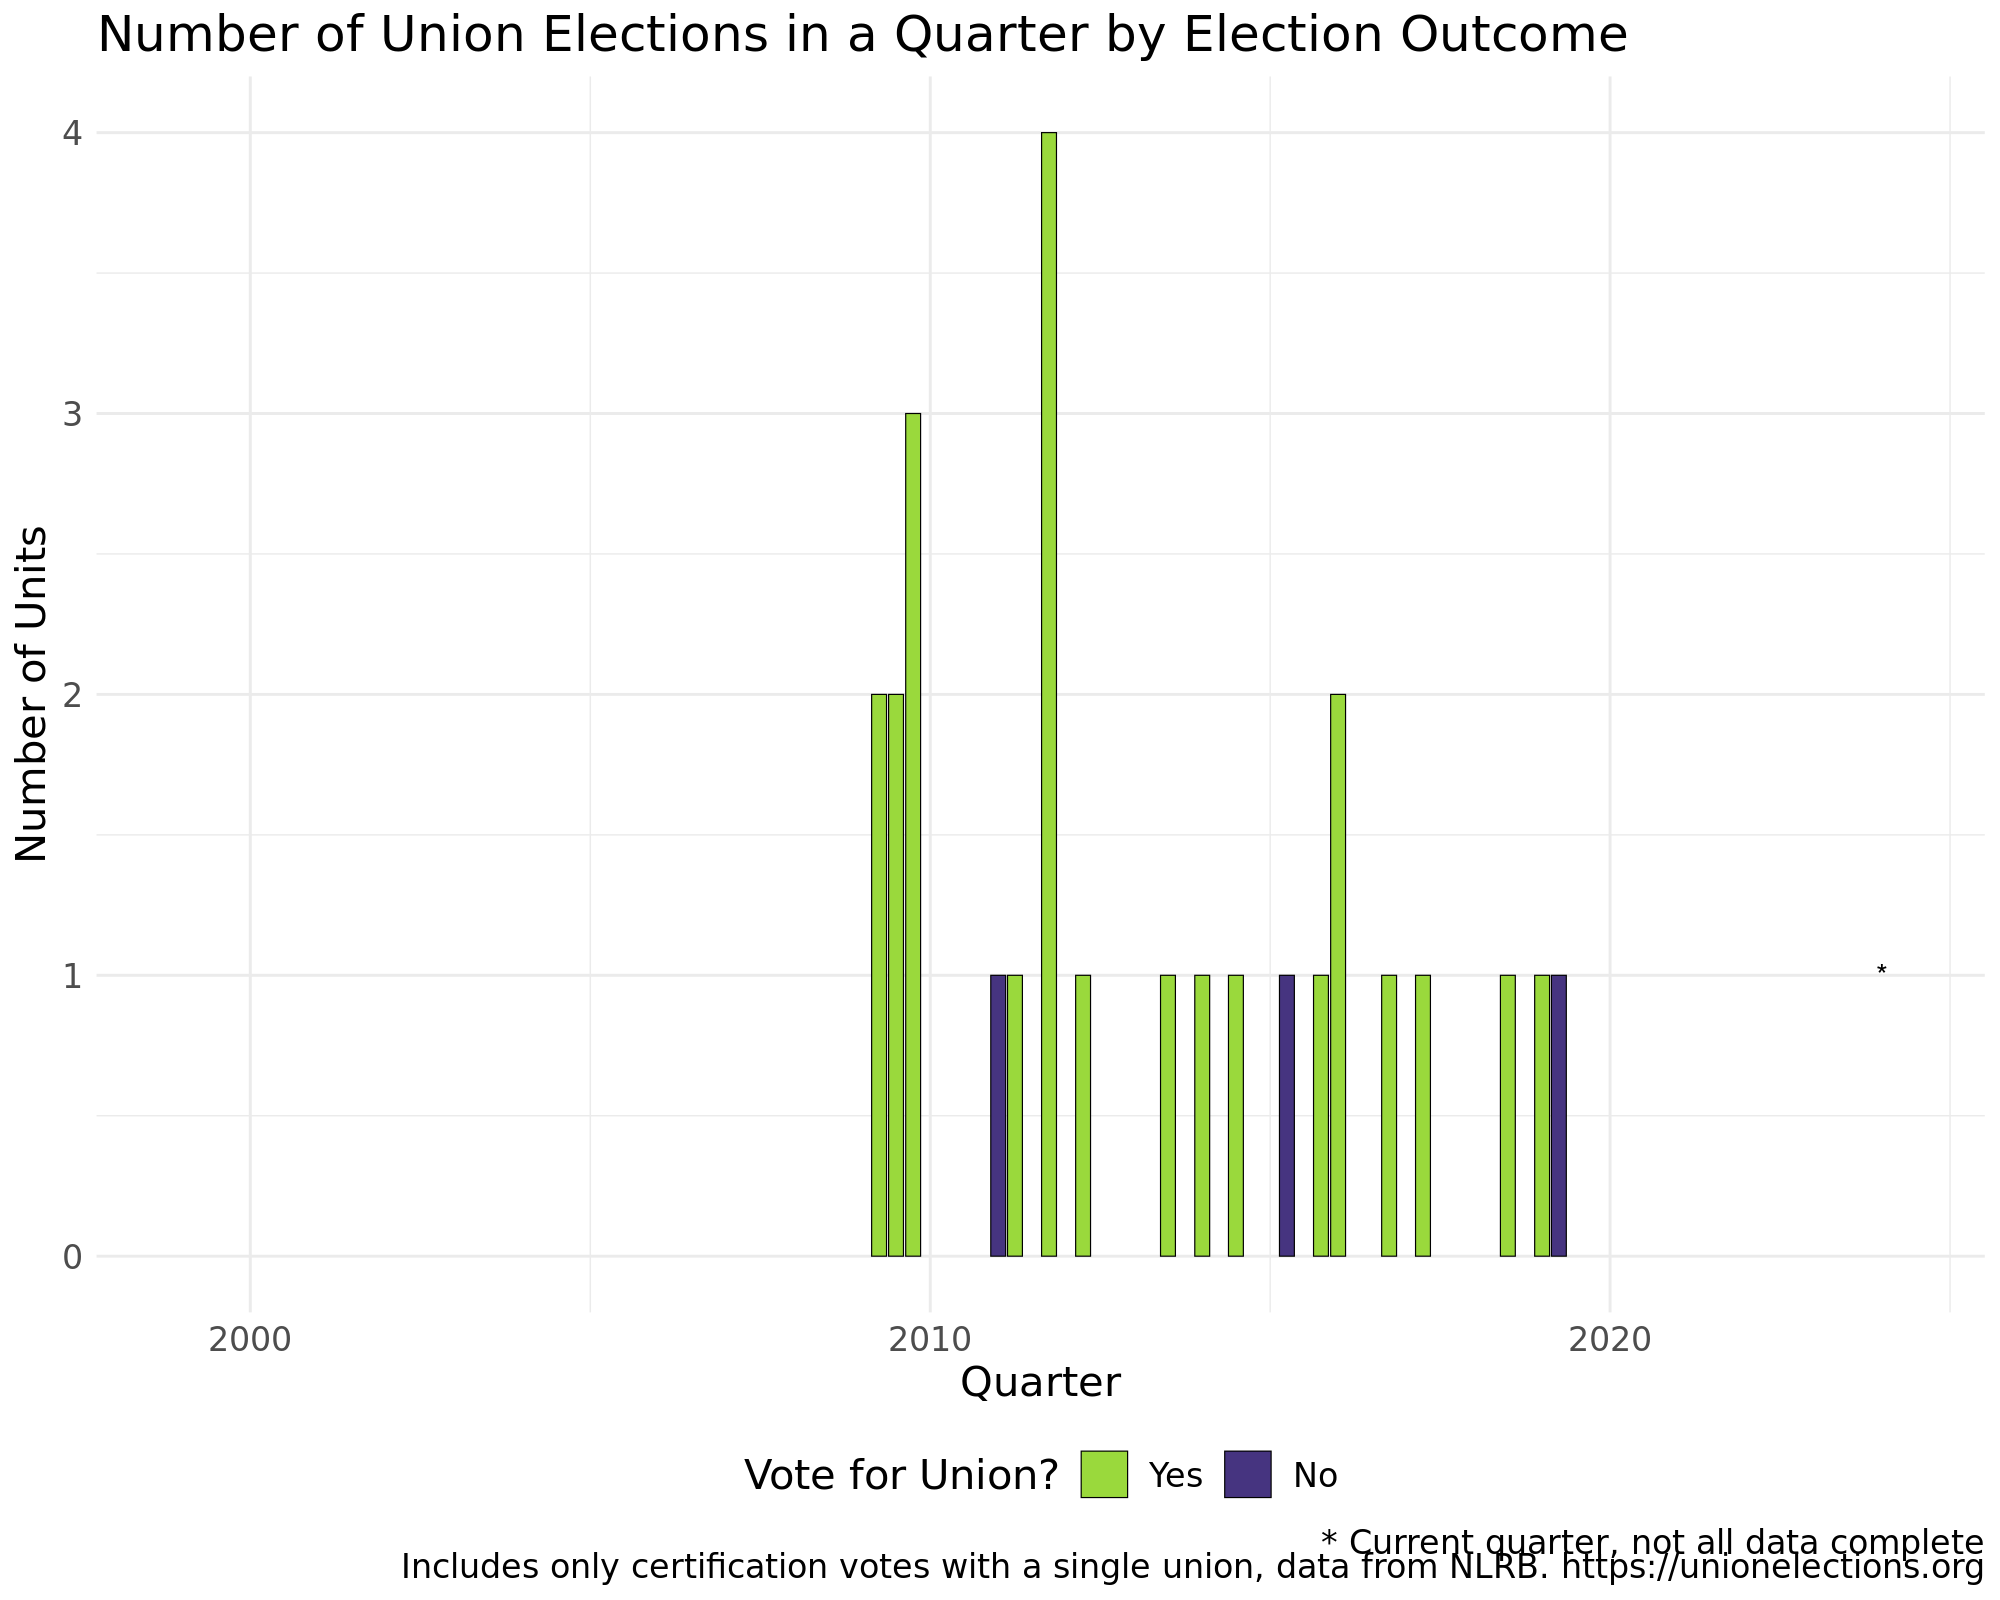 Number of Union Elections in a Quarter by Election Outcome
Number of Units
4
3
2
1
0
*
2000 2010 2020
Quarter
Vote for Union? Yes No
* Current quarter, not all data complete
Includes only certification votes with a single union, data from NLRB. https://unionelections.org